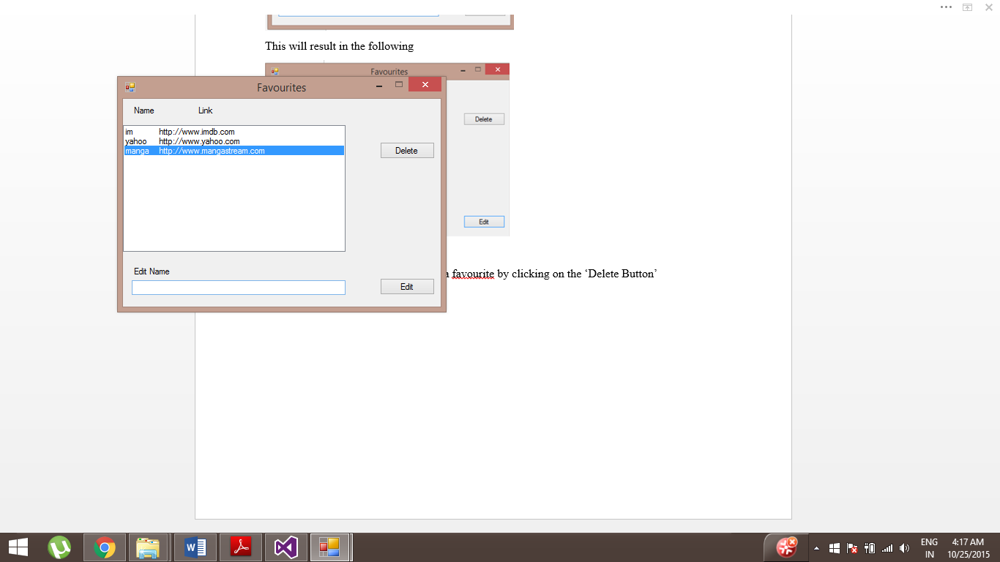 This will result in the following
Favourites
Delete
Edit
Favourites
Name Link
im http://www.imdb.com
yahoo http://www.yahoo.com
manga http://www.mangastream.com
Delete
Edit Name
Edit
a favourite by clicking on the ‘Delete Button’
ENG 4:17 AM
IN 10/25/2015